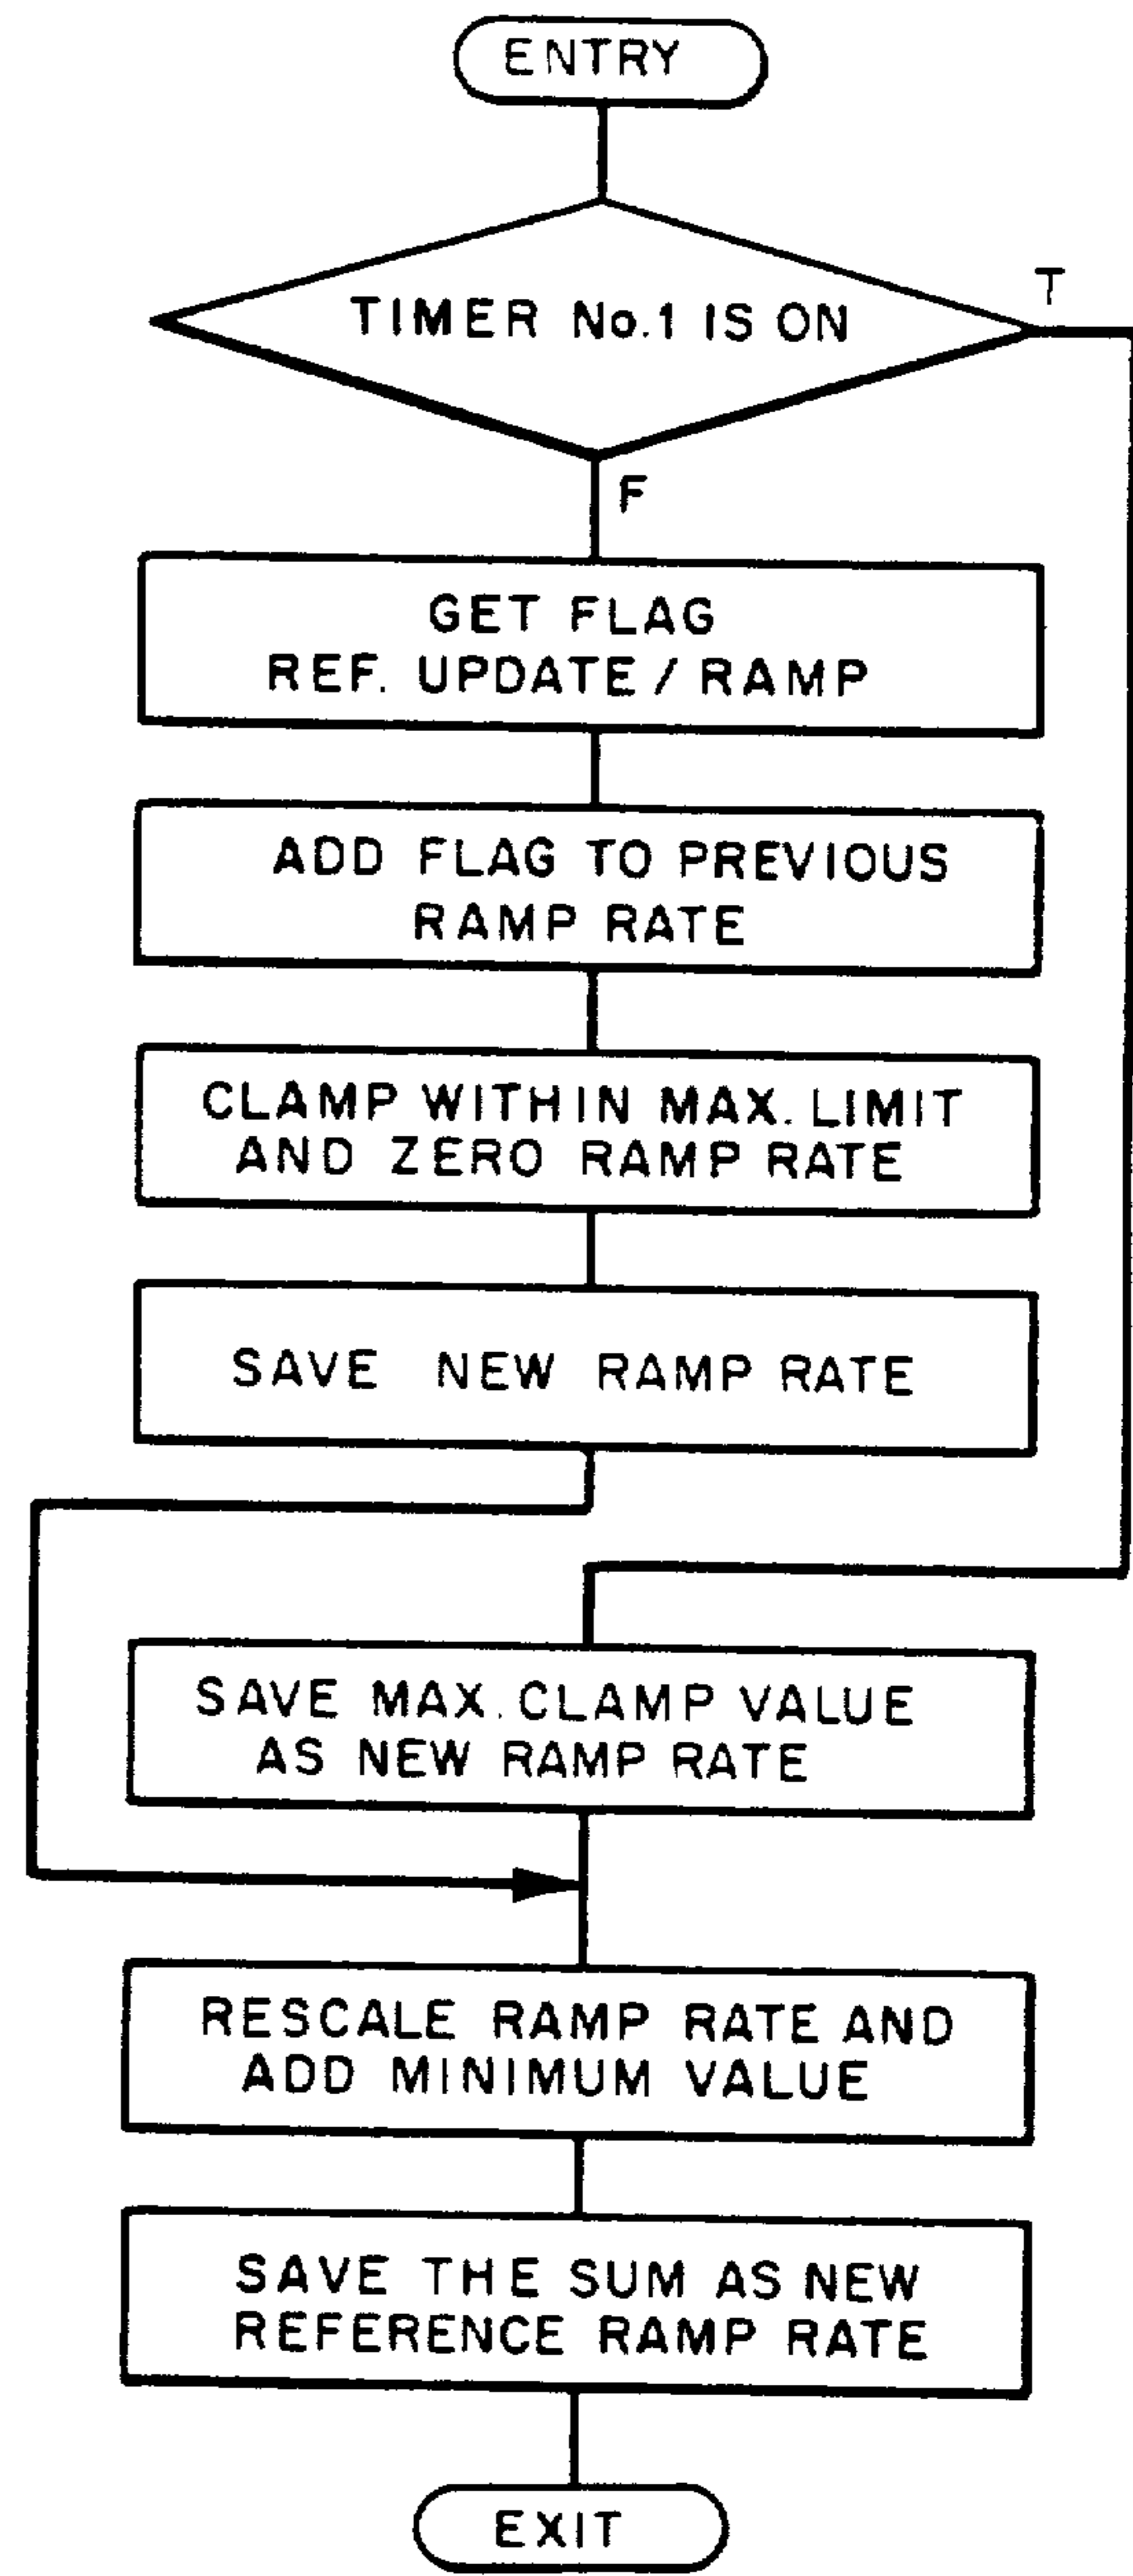 ENTRY
TIMER No.1 IS ON
T
F
GET FLAG
REF. UPDATE / RAMP
ADD FLAG TO PREVIOUS
RAMP RATE
CLAMP WITHIN MAX. LIMIT
AND ZERO RAMP RATE
SAVE NEW RAMP RATE
SAVE MAX. CLAMP VALUE
AS NEW RAMP RATE
RESCALE RAMP RATE AND
ADD MINIMUM VALUE
SAVE THE SUM AS NEW
REFERENCE RAMP RATE
EXIT